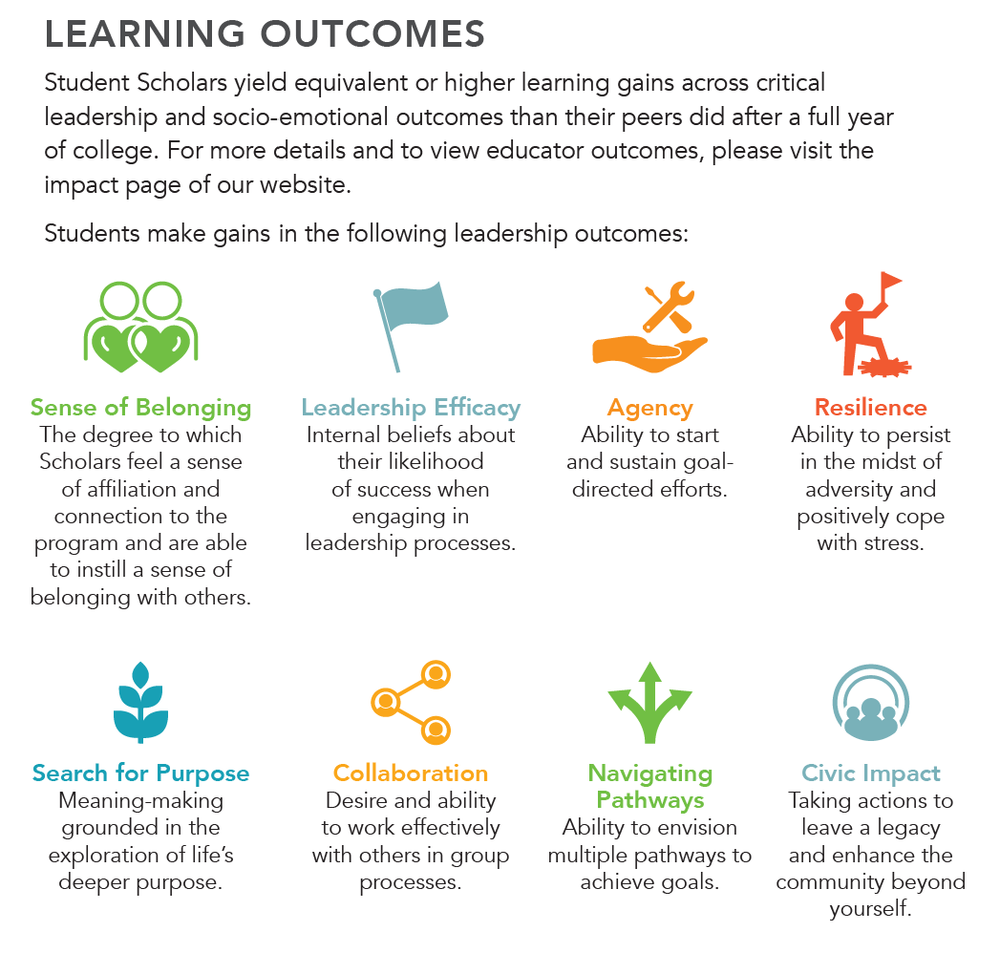 LEARNING OUTCOMES
Student Scholars yield equivalent or higher learning gains across critical
leadership and socio-emotional outcomes than their peers did after a full year
of college. For more details and to view educator outcomes, please visit the
impact page of our website.
Students make gains in the following leadership outcomes:
Sense of Belonging
The degree to which
Scholars feel a sense
of affiliation and
connection to the
program and are able
to instill a sense of
belonging with others.
Leadership Efficacy
Internal beliefs about
their likelihood
of success when
engaging in
leadership processes.
Agency
Ability to start
and sustain goal-
directed efforts.
Resilience
Ability to persist
in the midst of
adversity and
positively cope
with stress.
Search for Purpose
Meaning-making
grounded in the
exploration of life’s
deeper purpose.
Collaboration
Desire and ability
to work effectively
with others in group
processes.
Navigating
Pathways
Ability to envision
multiple pathways to
achieve goals.
Civic Impact
Taking actions to
leave a legacy
and enhance the
community beyond
yourself.